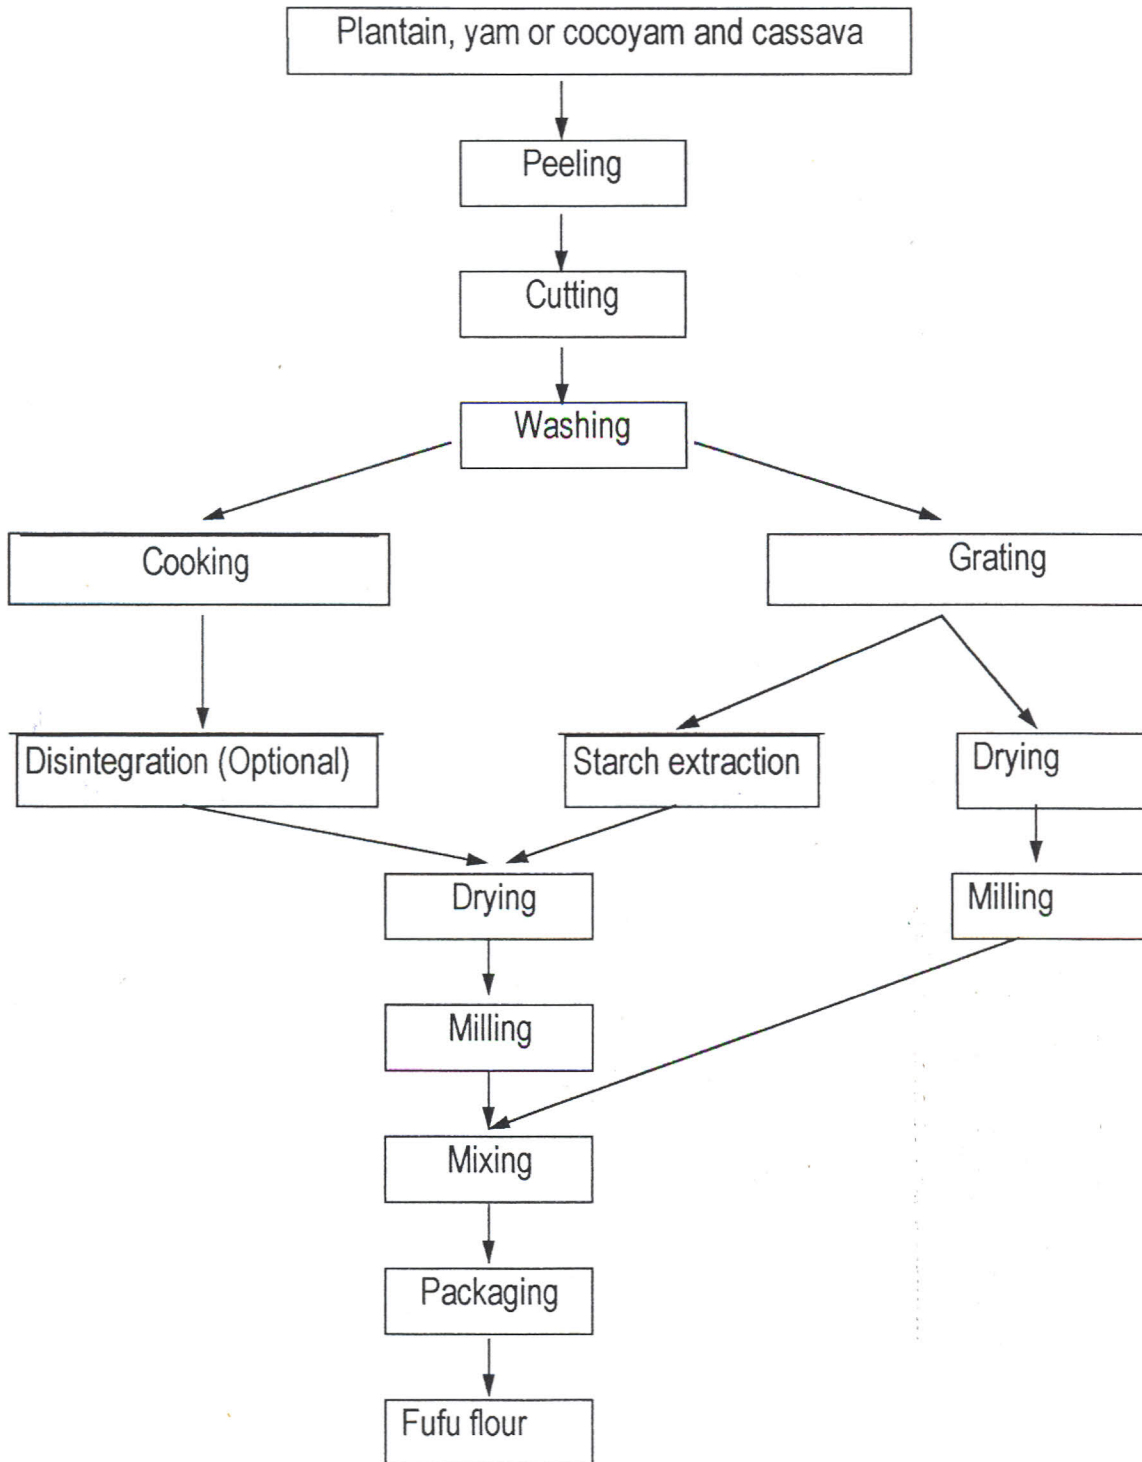 Plantain, yam or cocoyam and cassava
Peeling
Cutting
Washing
Cooking
Grating
Disintegration (Optional)
Starch extraction
Drying
Drying
Milling
Milling
Mixing
Packaging
Fufu flour